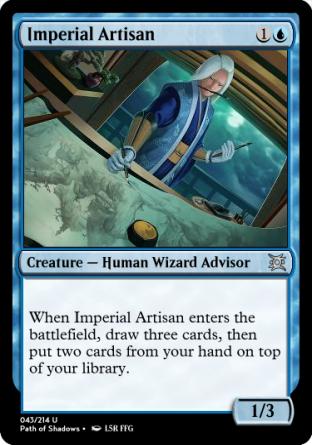 Imperial Artisan 1
Creature — Human Wizard Advisor
When Imperial Artisan enters the
battlefield, draw three cards, then
put two cards from your hand on top
of your library.
1/3
043/214 U
Path of Shadows • L5R FFG